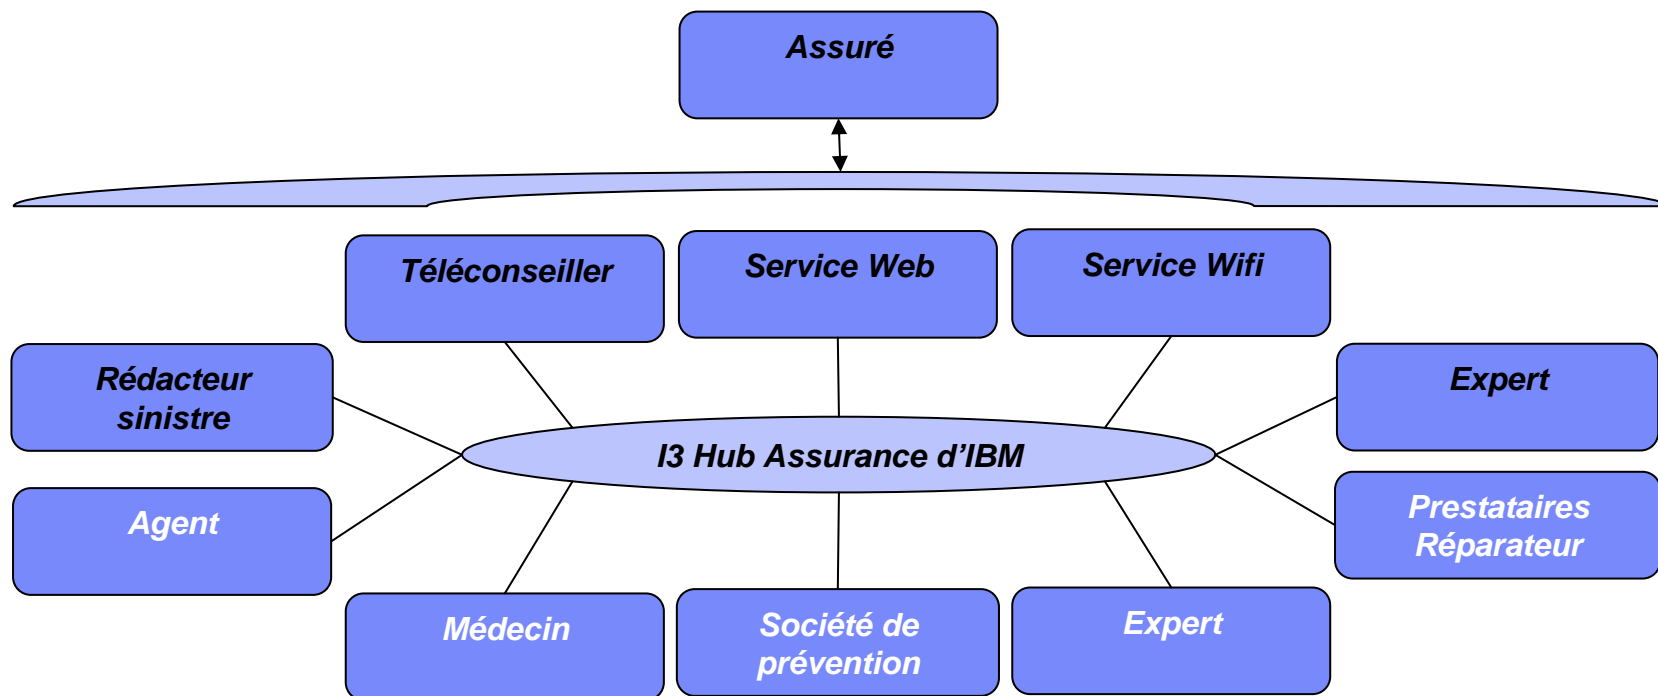 Assuré
Téléconseiller
Service Web
Service Wifi
Rédacteur
sinistre
Expert
I3 Hub Assurance d’IBM
Agent
Prestataires
Réparateur
Médecin
Société de
prévention
Expert